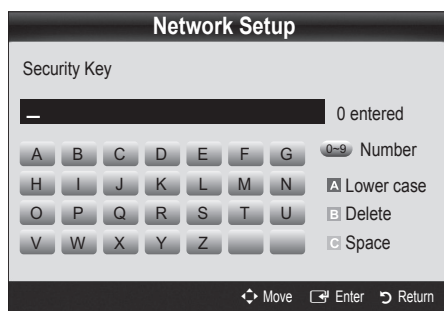 Network Setup
Security Key
0 entered
A B C D E F G
0~9 Number
H I J K L M N
A Lower case
O P Q R S T U
B Delete
V W X Y Z
C Space
Move Enter Return